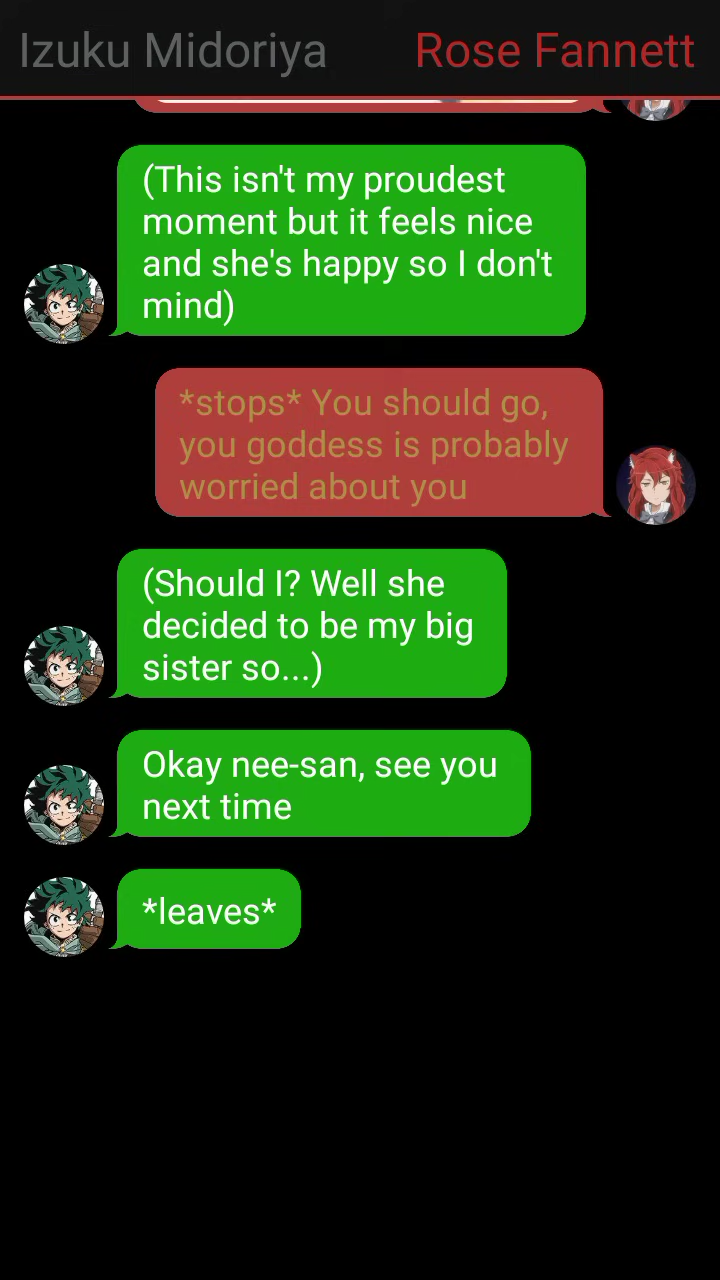 Izuku Midoriya Rose Fannett
(This isn't my proudest
moment but it feels nice
and she's happy so I don't
mind)
*stops* You should go,
you goddess is probably
worried about you
(Should I? Well she
decided to be my big
sister so...)
Okay nee-san, see you
next time
*leaves*